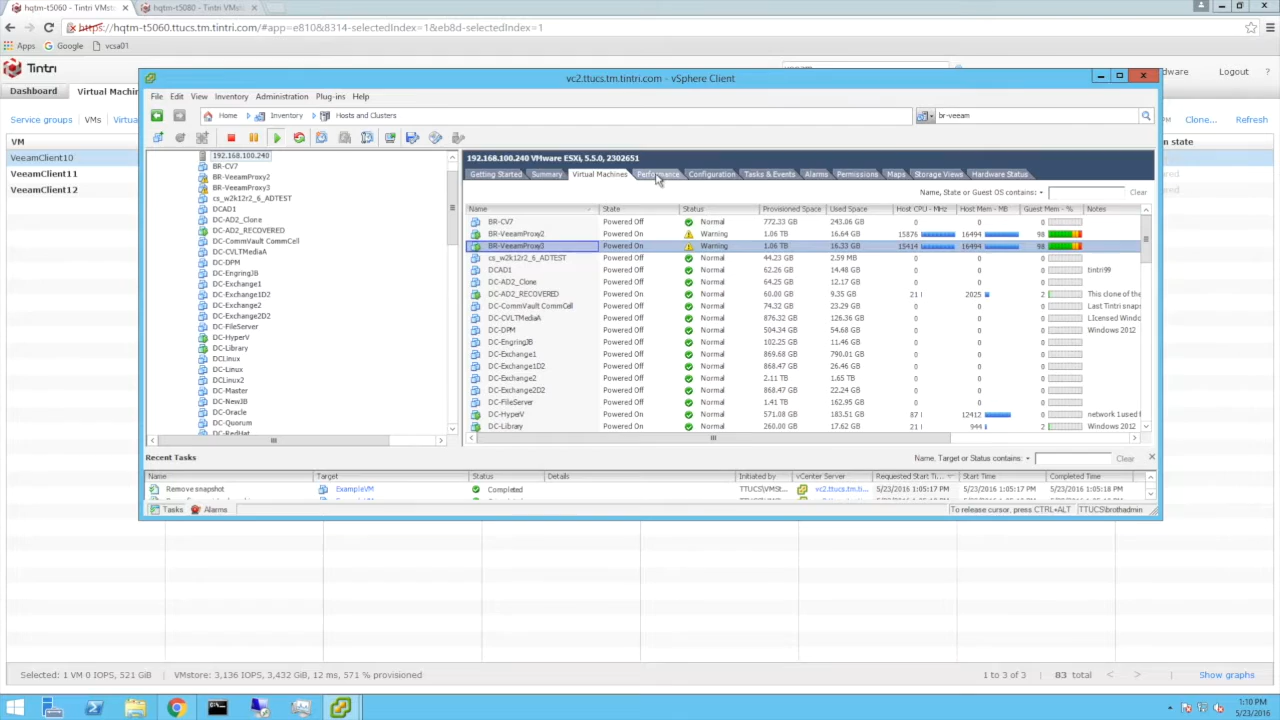 hqtm-t5060 - Tintri VMst × hqtm-t5080 - Tintri VMst ×
https://hqtm-t5060.ttucs.tm.tintri.com/#app=e810&8314-selectedIndex=1&eb8d-selectedIndex=1
Apps Google vcsa01
Tintri
Logout ?
Dashboard
Service groups VMs
Clone... Refresh
VM
VeeamClient10
VeeamClient11
VeeamClient12
vc2.ttucs.tm.tintri.com - vSphere Client
File Edit View Inventory Administration Plug-ins Help
Home Inventory Hosts and Clusters br-veeam
192.168.100.240
BR-CV7
BR-VeeamProxy2
BR-VeeamProxy3
cs_w2k12r2_6_ADTEST
DCAD1
DC-AD2_Clone
DC-AD2_RECOVERED
DC-CommVault CommCell
DC-CVLTMediaA
DC-DPM
DC-EngringJB
DC-Exchange1
DC-Exchange1D2
DC-Exchange2
DC-Exchange2D2
DC-FileServer
DC-HyperV
DC-Library
DCLinux
DC-Linux
DCLinux2
DC-Master
DC-NewJB
DC-Oracle
DC-Quorum
DC-RedHat
192.168.100.240 VMware ESXi, 5.5.0, 2302651
Getting Started Summary Virtual Machines Performance Configuration Tasks & Events Alarms Permissions Maps Storage Views Hardware Status
Name, State or Guest OS contains: Clear
Name State Status Provisioned Space Used Space Host CPU - MHz Host Mem - MB Guest Mem - % Notes
BR-CV7 Powered Off Normal 772.33 GB 243.06 GB 0 0 0
BR-VeeamProxy2 Powered On Warning 1.06 TB 16.64 GB 15876 16494 98
BR-VeeamProxy3 Powered On Warning 1.06 TB 16.33 GB 15414 16494 98
cs_w2k12r2_6_ADTEST Powered Off Normal 44.23 GB 2.59 MB 0 0 0
DCAD1 Powered Off Normal 62.26 GB 14.48 GB 0 0 0 tintri99
DC-AD2_Clone Powered Off Normal 64.25 GB 12.17 GB 0 0 0
DC-AD2_RECOVERED Powered On Normal 60.00 GB 9.35 GB 21 2025 2 This clone of the
DC-CommVault CommCell Powered Off Normal 74.32 GB 23.29 GB 0 0 0 Last Tintri snaps
DC-CVLTMediaA Powered Off Normal 876.32 GB 126.36 GB 0 0 0 LIcensed Windo
DC-DPM Powered Off Normal 504.34 GB 54.68 GB 0 0 0 Windows 2012
DC-EngringJB Powered Off Normal 102.25 GB 11.46 GB 0 0 0
DC-Exchange1 Powered Off Normal 869.68 GB 790.01 GB 0 0 0
DC-Exchange1D2 Powered Off Normal 868.47 GB 26.46 GB 0 0 0
DC-Exchange2 Powered Off Normal 2.11 TB 1.65 TB 0 0 0
DC-Exchange2D2 Powered Off Normal 868.47 GB 22.24 GB 0 0 0
DC-FileServer Powered Off Normal 1.41 TB 162.95 GB 0 0 0
DC-HyperV Powered On Normal 571.08 GB 183.51 GB 87 12412 0 network 1used f
DC-Library Powered On Normal 260.00 GB 17.62 GB 21 944 2 Windows 2012
Recent Tasks
Name, Target or Status contains: Clear
Name Target Status Details Initiated by vCenter Server Requested Start Ti... Start Time Completed Time
Remove snapshot ExampleVM Completed TTUCS\VMSt... vc2.ttucs.tm.ti... 5/23/2016 1:05:17 PM 5/23/2016 1:05:17 PM 5/23/2016 1:05:18 PM
Tasks Alarms To release cursor, press CTRL+ALT TTUCS\brothadmin
Selected: 1 VM 0 IOPS, 521 GiB VMstore: 3,136 IOPS, 3,432 GiB, 12 ms, 571 % provisioned 1 to 3 of 3 83 total Show graphs
1:10 PM
5/23/2016